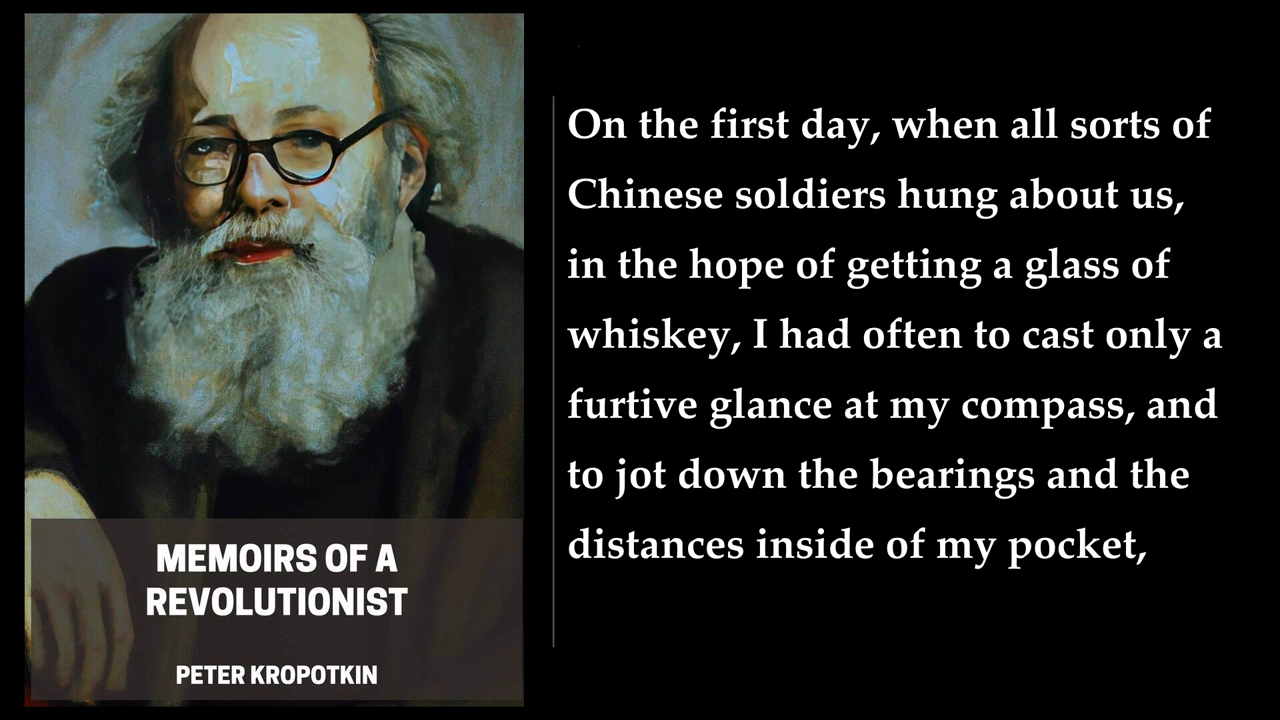 On the first day, when all sorts of
Chinese soldiers hung about us,
in the hope of getting a glass of
whiskey, I had often to cast only a
furtive glance at my compass, and
to jot down the bearings and the
distances inside of my pocket,
MEMOIRS OF A
REVOLUTIONIST
PETER KROPOTKIN